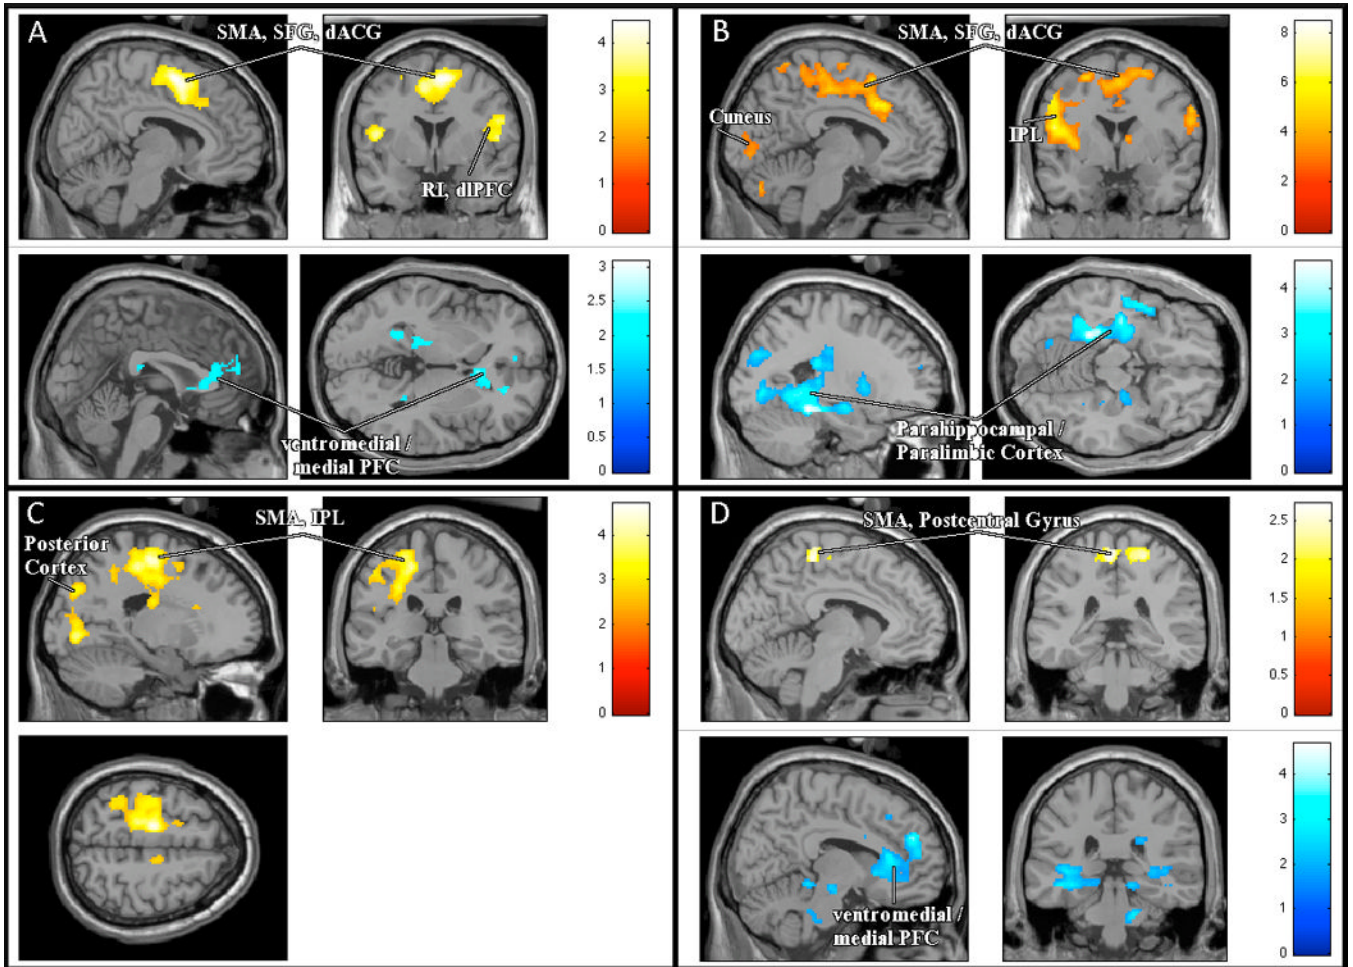 A
SMA, SFG, dACG
RI, dlPFC
4
3
2
1
0
ventromedial /
medial PFC
3
2.5
2
1.5
1
0.5
0
B
SMA, SFG, dACG
Cuneus
IPL
8
6
4
2
0
Parahippocampal /
Paralimbic Cortex
4
3
2
1
0
C
SMA, IPL
Posterior
Cortex
4
3
2
1
0
D
SMA, Postcentral Gyrus
2.5
2
1.5
1
0.5
0
ventromedial /
medial PFC
4
3
2
1
0